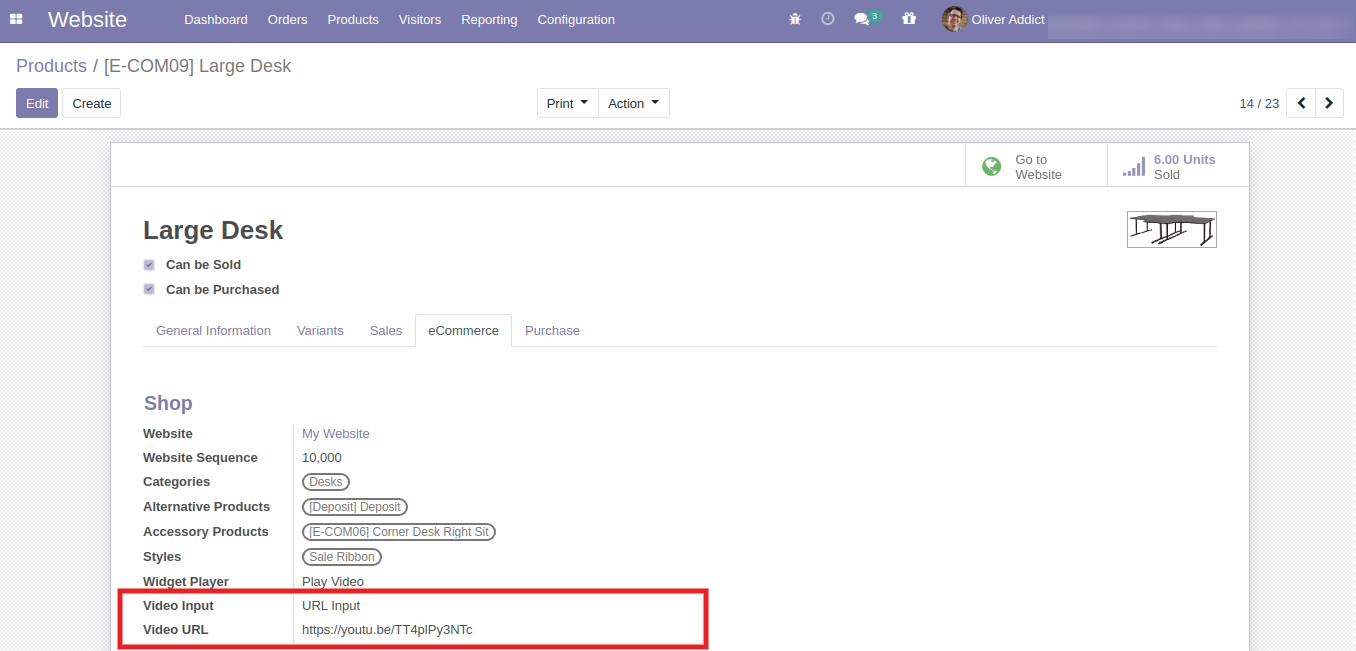 Website Dashboard Orders Products Visitors Reporting Configuration 3 Oliver Addict
Products / [E-COM09] Large Desk
Edit Create Print Action 14 / 23
Go to
Website
6.00 Units
Sold
Large Desk
Can be Sold
Can be Purchased
General Information Variants Sales eCommerce Purchase
Shop
Website My Website
Website Sequence 10,000
Categories Desks
Alternative Products [Deposit] Deposit
Accessory Products [E-COM06] Corner Desk Right Sit
Styles Sale Ribbon
Widget Player Play Video
Video Input URL Input
Video URL https://youtu.be/TT4plPy3NTc